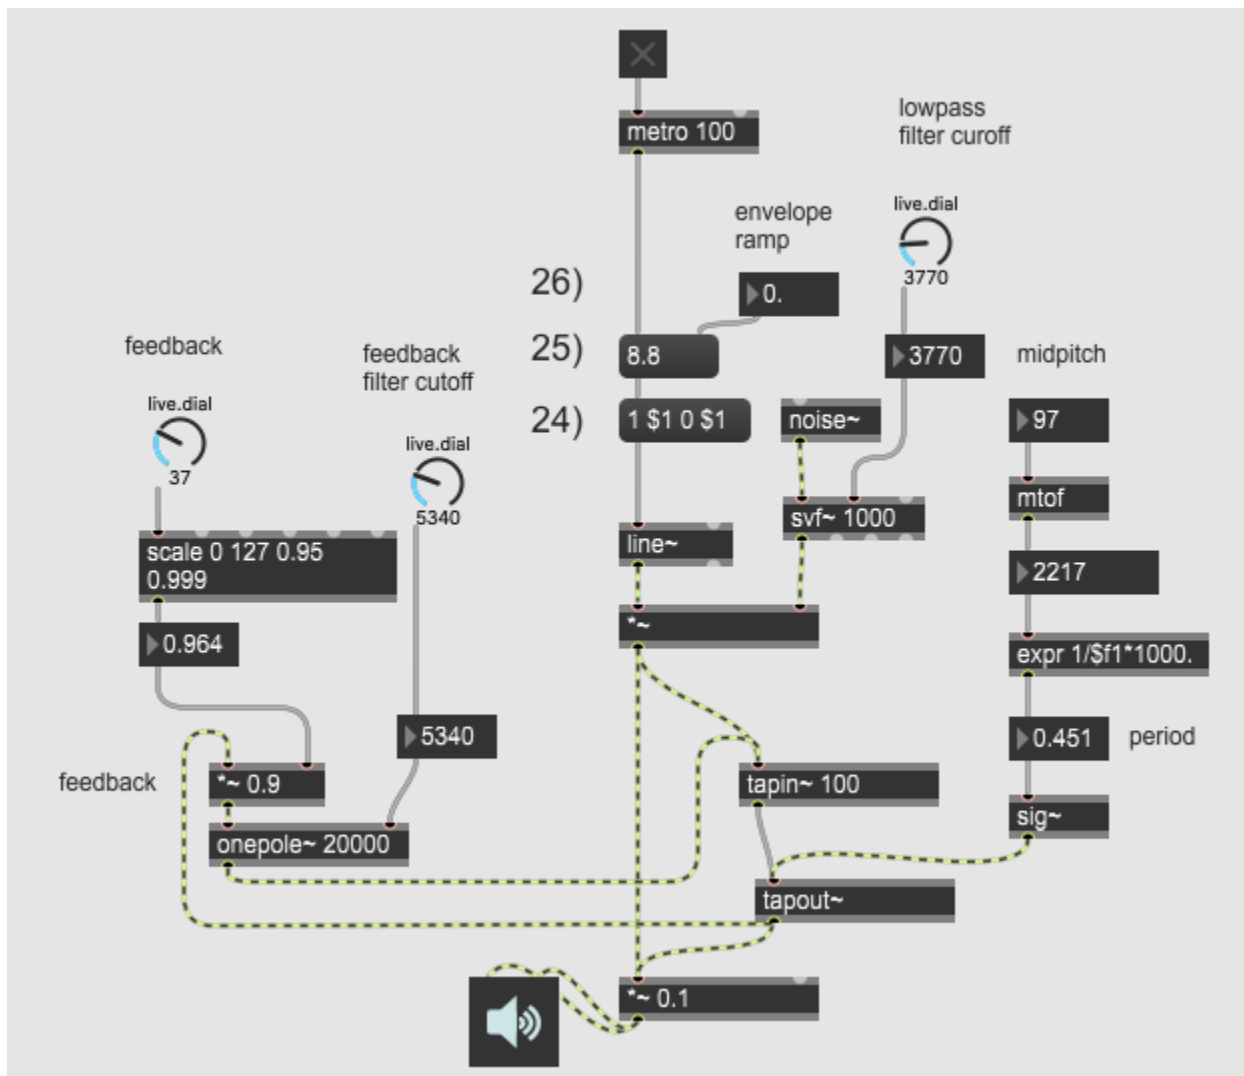 metro 100
lowpass
filter curoff
live.dial
3770
envelope
ramp
0.
26)
25)
8.8
3770
midpitch
feedback
live.dial
37
feedback
filter cutoff
live.dial
5340
24)
1 $1 0 $1
noise~
97
mtof
svf~ 1000
scale 0 127 0.95
0.999
line~
2217
0.964
*~
expr 1/$f1*1000.
5340
0.451
period
feedback
*~ 0.9
tapin~ 100
sig~
onepole~ 20000
tapout~
*~ 0.1